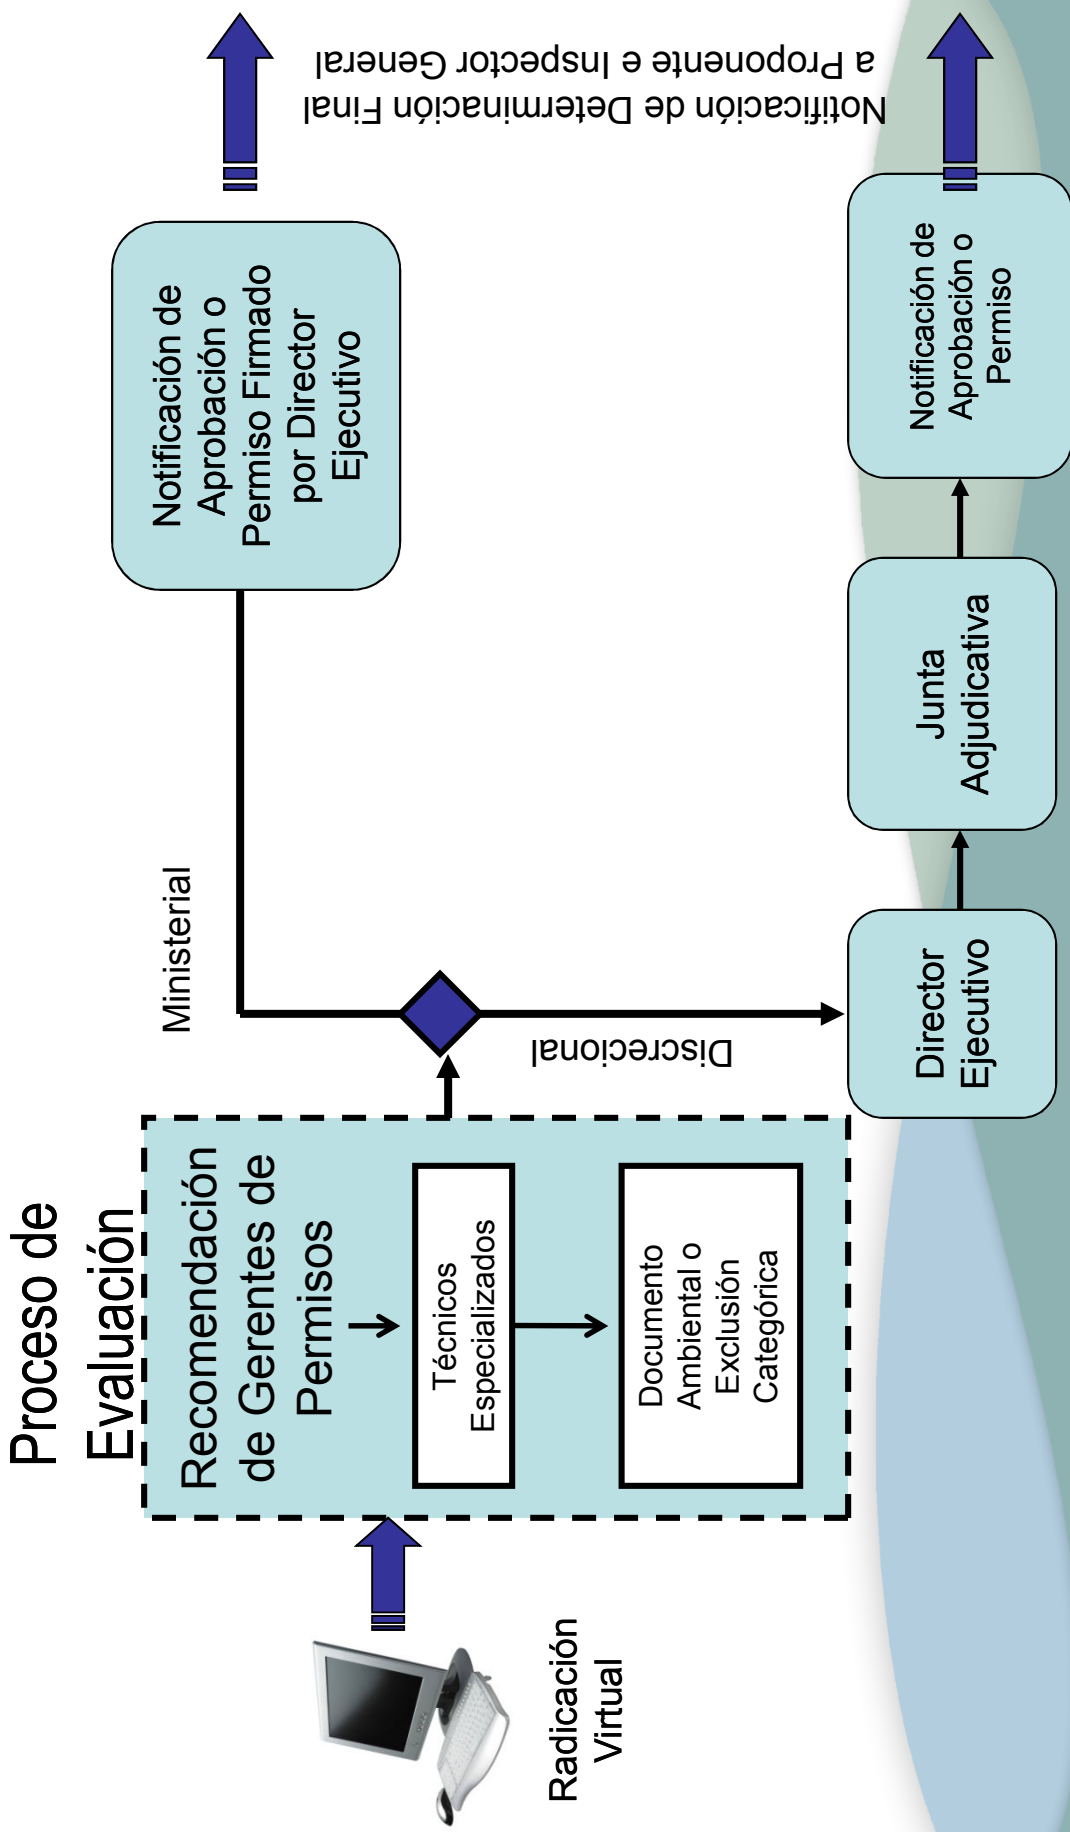 Proceso de
Evaluación
Radicación
Virtual
Recomendación
de Gerentes de
Permisos
Técnicos
Especializados
Documento
Ambiental o
Exclusión
Categórica
Ministerial
Discrecional
Notificación de
Aprobación o
Permiso Firmado
por Director
Ejecutivo
Director
Ejecutivo
Junta
Adjudicativa
Notificación de
Aprobación o
Permiso
Notificación de Determinación Final
a Proponente e Inspector General